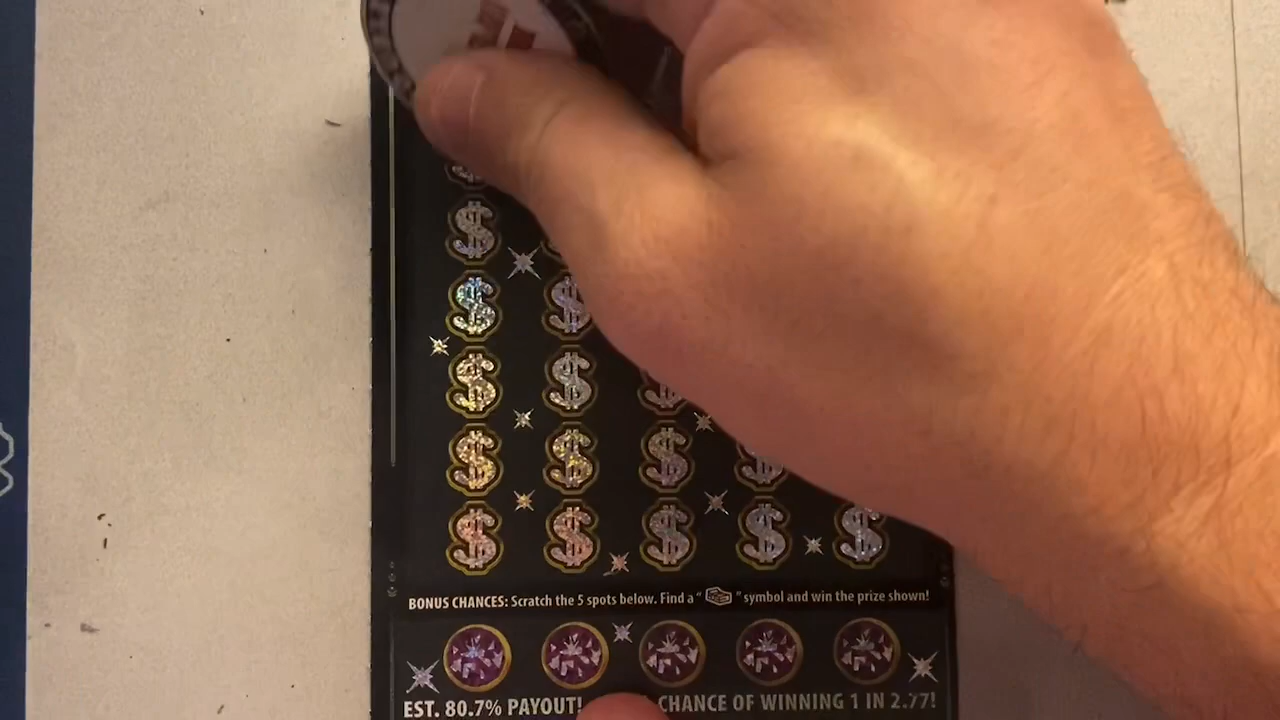 BONUS CHANCES: Scratch the 5 spots below. Find a " " symbol and win the prize shown!
EST. 80.7% PAYOUT! CHANCE OF WINNING 1 IN 2.77!